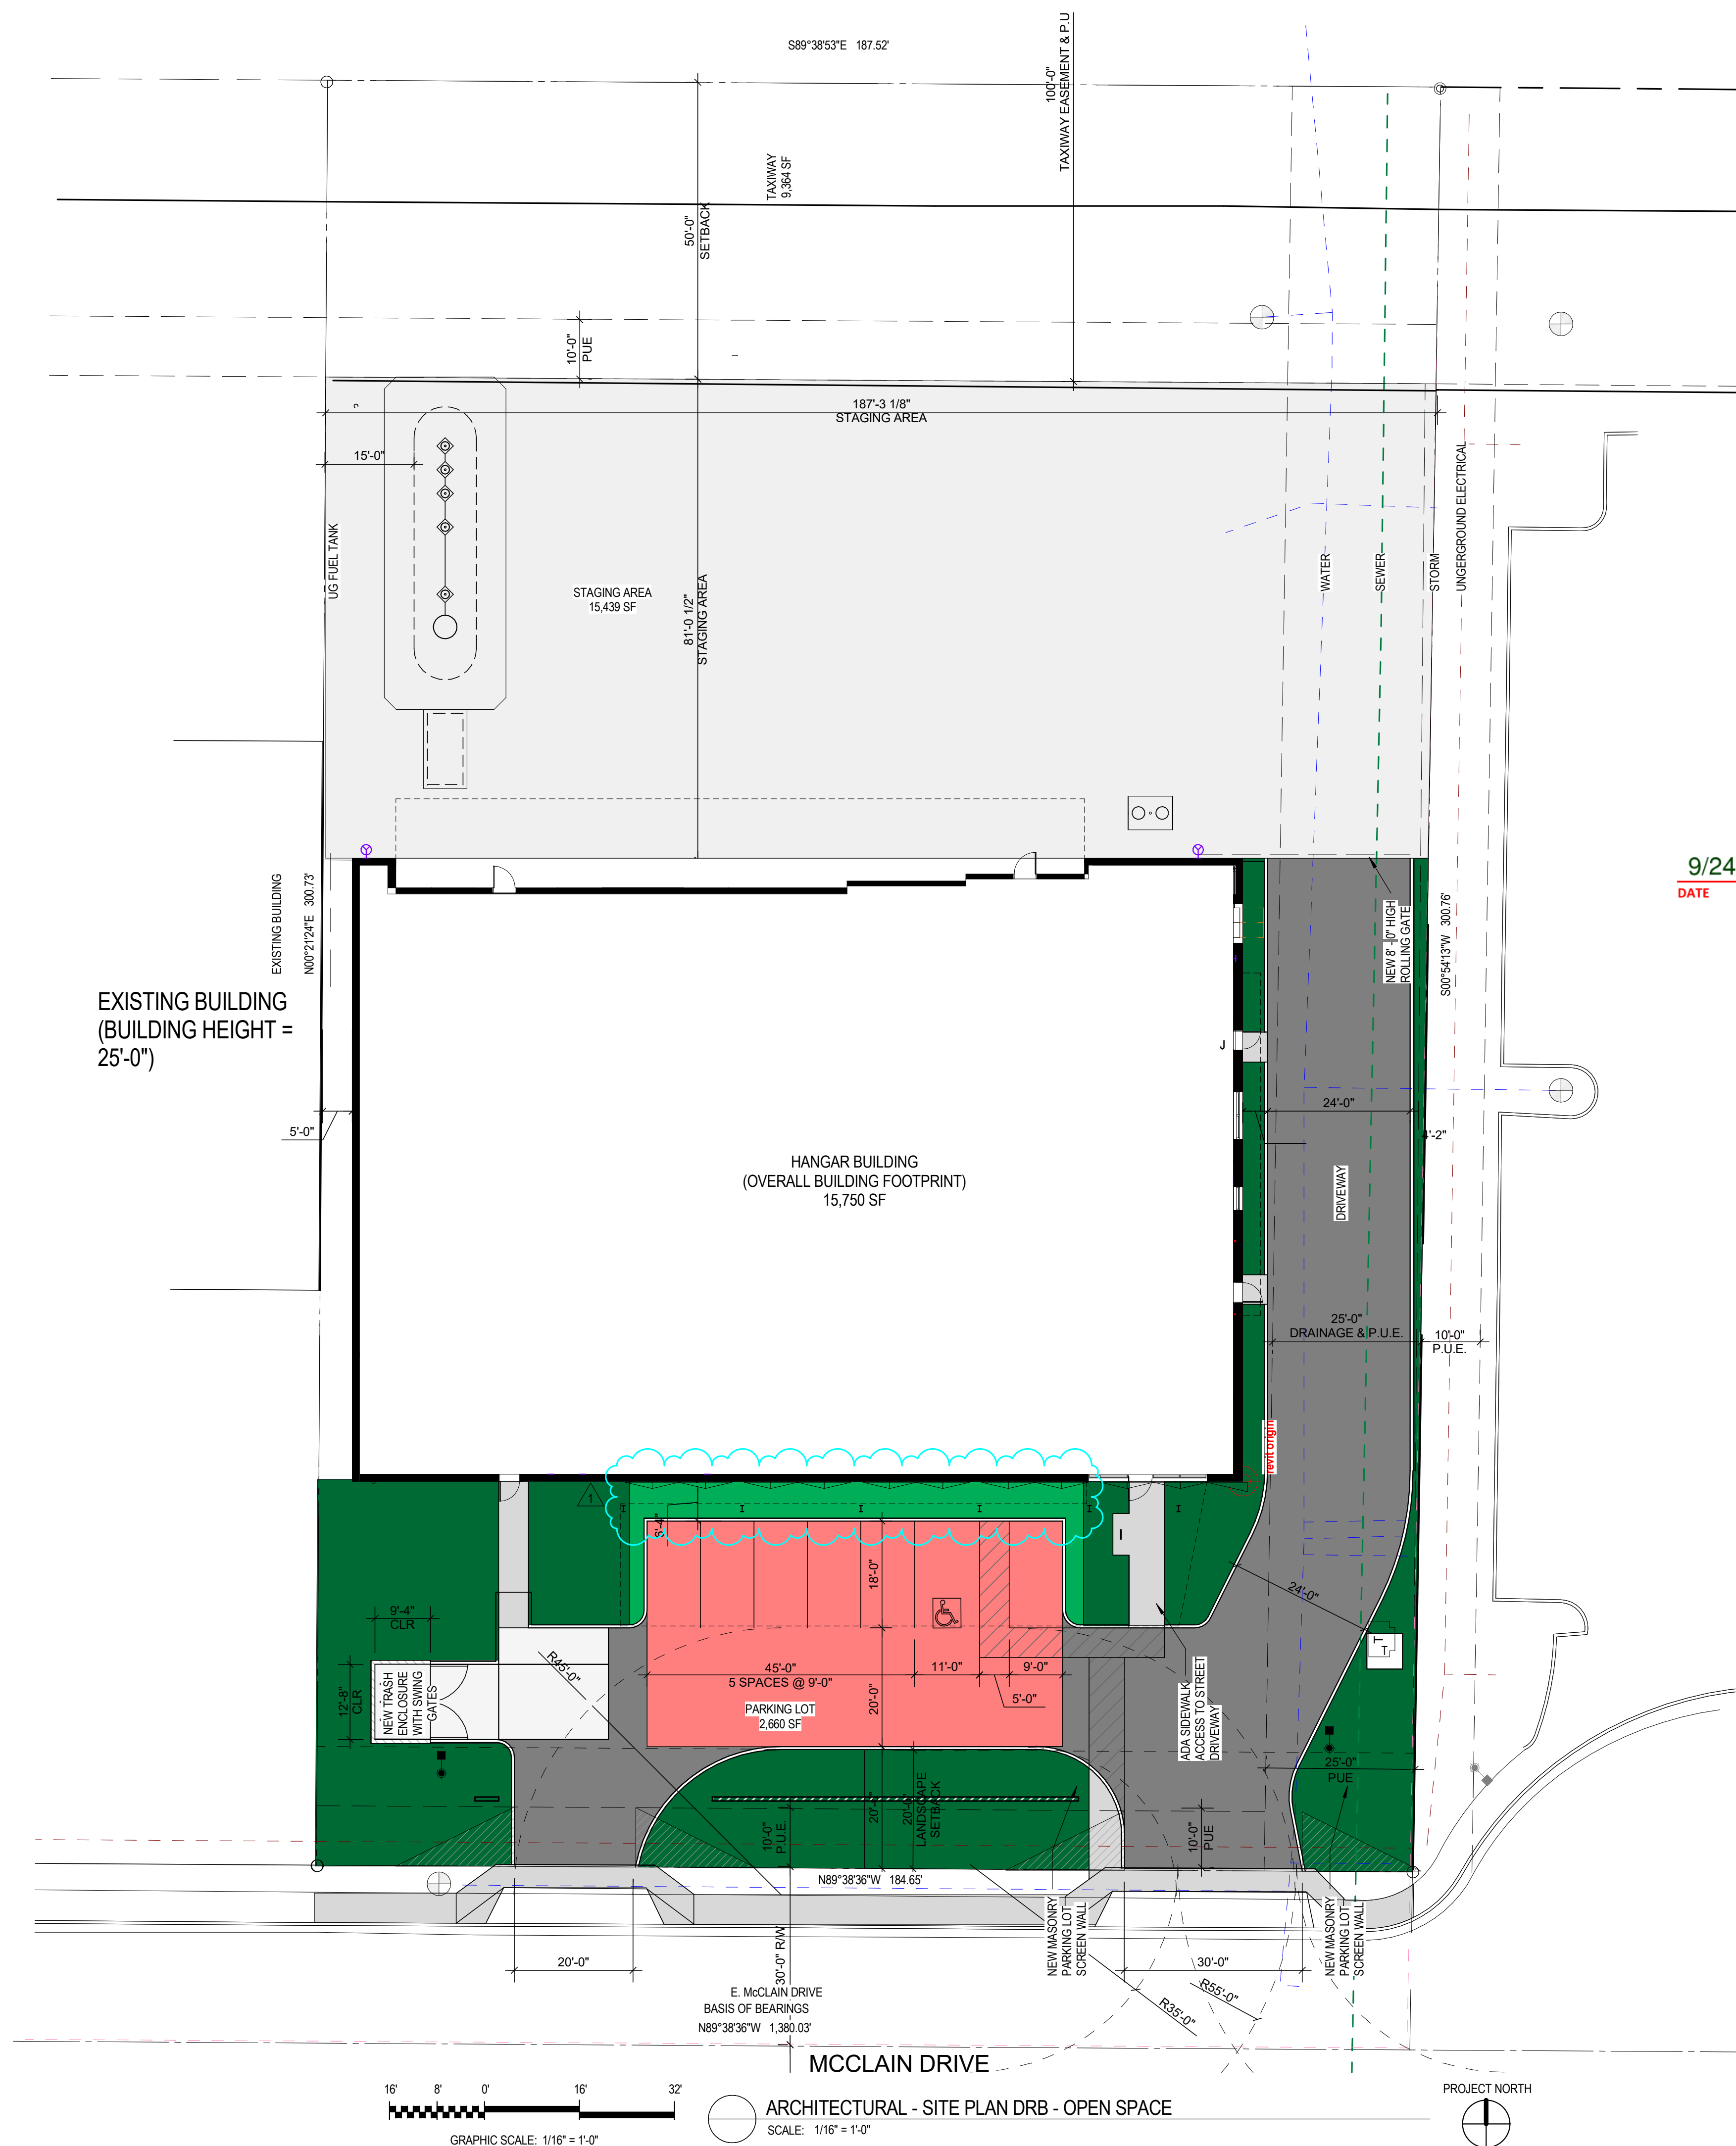 S89°38'53"E 187.52'
100'-0"
TAXIWAY EASEMENT & P.U
TAXIWAY
9,364 SF
50'-0"
SETBACK
10'-0"
PUE
187'-3 1/8"
STAGING AREA
15'-0"
UG FUEL TANK
STAGING AREA
15,439 SF
81'-0 1/2"
STAGING AREA
WATER
SEWER
STORM
UNGERGROUND ELECTRICAL
9/24
DATE
EXISTING BUILDING
N00°21'24"E 300.73'
NEW 8'-0" HIGH
ROLLING GATE
S00°54'13"W 300.76'
EXISTING BUILDING
(BUILDING HEIGHT =
25'-0")
J
5'-0"
24'-0"
4'-2"
HANGAR BUILDING
(OVERALL BUILDING FOOTPRINT)
15,750 SF
DRIVEWAY
25'-0"
DRAINAGE & P.U.E.
10'-0"
P.U.E.
revit origin
1
18'-0"
24'-0"
9'-4"
CLR
R45'-0"
45'-0"
5 SPACES @ 9'-0"
11'-0"
9'-0"
5'-0"
12'-8"
CLR
NEW TRASH
ENCLOSURE
WITH SWING
GATES
PARKING LOT
2,660 SF
20'-0"
ADA SIDEWALK
ACCESS TO STREET
DRIVEWAY
T
T
25'-0"
PUE
10'-0"
P.U.E.
20'-0"
20'-0"
LANDSCAPE
SETBACK
10'-0"
PUE
N89°38'36"W 184.65'
NEW MASONRY
PARKING LOT
SCREEN WALL
NEW MASONRY
PARKING LOT
SCREEN WALL
20'-0"
30'-0" R/W
30'-0"
R55'-0"
R35'-0"
E. McCLAIN DRIVE
BASIS OF BEARINGS
N89°38'36"W 1,380.03'
MCCLAIN DRIVE
16' 8' 0' 16' 32'
GRAPHIC SCALE: 1/16" = 1'-0"
ARCHITECTURAL - SITE PLAN DRB - OPEN SPACE
SCALE: 1/16" = 1'-0"
PROJECT NORTH